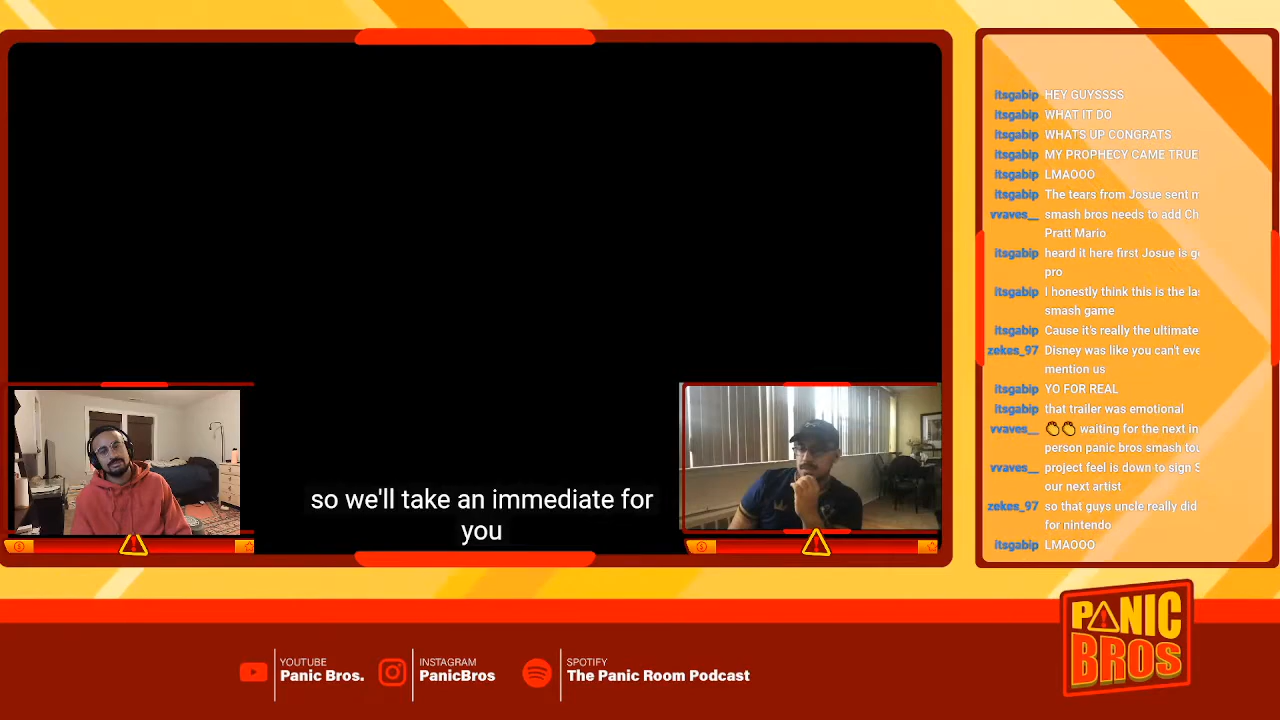 itsgabip HEY GUYSSSS
itsgabip WHAT IT DO
itsgabip WHATS UP CONGRATS
itsgabip MY PROPHECY CAME TRUE
itsgabip LMAOOO
itsgabip The tears from Josue sent
vvaves__ smash bros needs to add
Pratt Mario
itsgabip heard it here first Josue is
pro
itsgabip I honestly think this is the
smash game
itsgabip Cause it's really the ultimate
zekes_97 Disney was like you can't
mention us
itsgabip YO FOR REAL
itsgabip that trailer was emotional
vvaves__ 👏👏 waiting for the next in
person panic bros smash
vvaves__ project feel is down to sign
our next artist
zekes_97 so that guys uncle really did
for nintendo
itsgabip LMAOOO
so we'll take an immediate for
you
PANIC
BROS
YOUTUBE
Panic Bros.
INSTAGRAM
PanicBros
SPOTIFY
The Panic Room Podcast